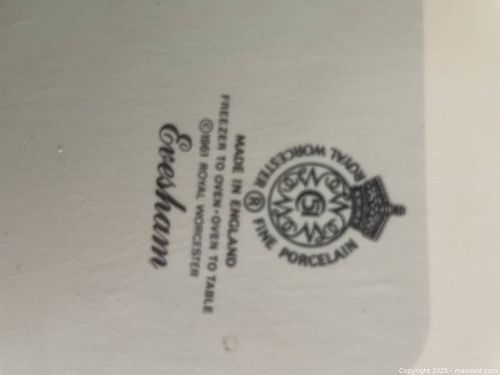 ROYAL WORCESTER
51
® FINE PORCELAIN
MADE IN ENGLAND
FREEZER TO OVEN • OVEN TO TABLE
©1961 ROYAL WORCESTER
Evesham
Copyright 2025 - maxsold.com